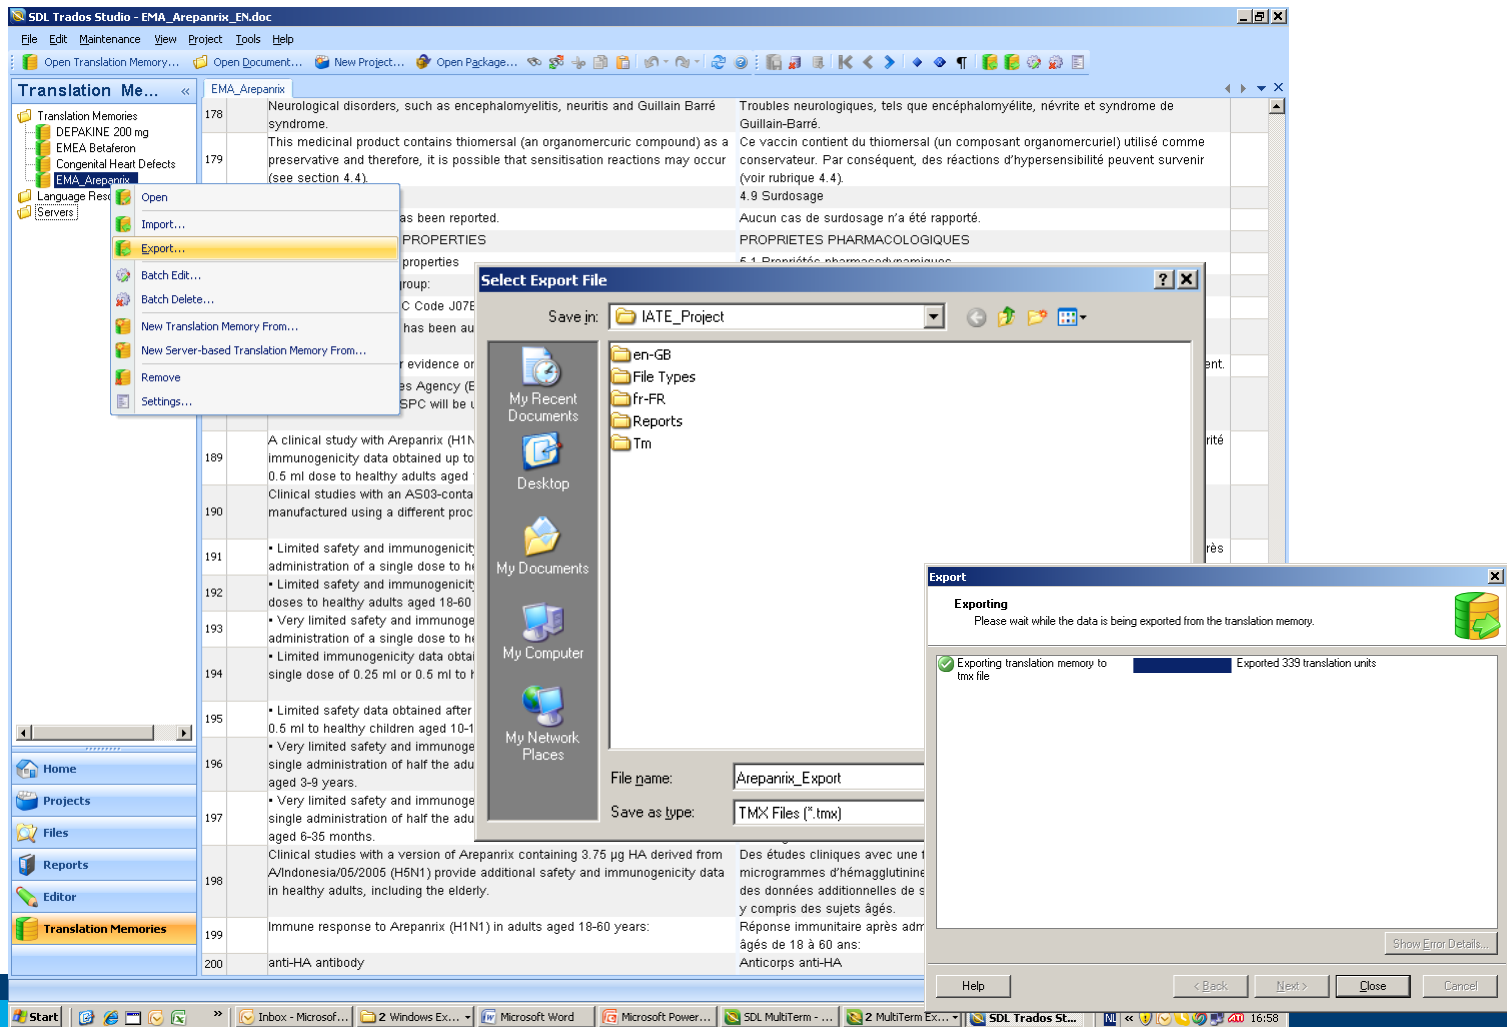 SDL Trados Studio - EMA_Arepanrix_EN.doc
File Edit Maintenance View Project Tools Help
Open Translation Memory... Open Document... New Project... Open Package...
Translation Me... «
EMA_Arepanrix
Translation Memories
DEPAKINE 200 mg
EMEA Betaferon
Congenital Heart Defects
EMA_Arepanrix
Language Reso
Servers
Open
Import...
Export...
Batch Edit...
Batch Delete...
New Translation Memory From...
New Server-based Translation Memory From...
Remove
Settings...
Home
Projects
Files
Reports
Editor
Translation Memories
178
Neurological disorders, such as encephalomyelitis, neuritis and Guillain Barré
syndrome.
Troubles neurologiques, tels que encéphalomyélite, névrite et syndrome de
Guillain-Barré.
179
This medicinal product contains thiomersal (an organomercuric compound) as a
preservative and therefore, it is possible that sensitisation reactions may occur
(see section 4.4).
Ce vaccin contient du thiomersal (un composant organomercuriel) utilisé comme
conservateur. Par conséquent, des réactions d'hypersensibilité peuvent survenir
(voir rubrique 4.4).
4.9 Surdosage
as been reported.
Aucun cas de surdosage n'a été rapporté.
PROPERTIES
PROPRIETES PHARMACOLOGIQUES
properties
5.1 Propriétés pharmacodynamiques
group:
C Code J07B
has been au
r evidence or
ent.
es Agency (E
SPC will be u
189
A clinical study with Arepanrix (H1N
immunogenicity data obtained up to
0.5 ml dose to healthy adults aged
rité
190
Clinical studies with an AS03-conta
manufactured using a different proc
191
▪ Limited safety and immunogenicity
administration of a single dose to he
rès
192
▪ Limited safety and immunogenicity
doses to healthy adults aged 18-60
193
▪ Very limited safety and immunoge
administration of a single dose to he
194
▪ Limited immunogenicity data obtai
single dose of 0.25 ml or 0.5 ml to h
195
▪ Limited safety data obtained after
0.5 ml to healthy children aged 10-1
196
▪ Very limited safety and immunoge
single administration of half the adu
aged 3-9 years.
197
▪ Very limited safety and immunoge
single administration of half the adu
aged 6-35 months.
198
Clinical studies with a version of Arepanrix containing 3.75 µg HA derived from
A/Indonesia/05/2005 (H5N1) provide additional safety and immunogenicity data
in healthy adults, including the elderly.
Des études cliniques avec une f
microgrammes d'hémagglutinine
des données additionnelles de s
y compris des sujets âgés.
199
Immune response to Arepanrix (H1N1) in adults aged 18-60 years:
Réponse immunitaire après adm
âgés de 18 à 60 ans:
200
anti-HA antibody
Anticorps anti-HA
Select Export File
Save in: IATE_Project
en-GB
File Types
fr-FR
Reports
Tm
My Recent
Documents
Desktop
My Documents
My Computer
My Network
Places
File name: Arepanrix_Export
Save as type: TMX Files (*.tmx)
Export
Exporting
Please wait while the data is being exported from the translation memory.
Exporting translation memory to
tmx file
Exported 339 translation units
Show Error Details...
Help < Back Next > Close Cancel
Start » Inbox - Microsof... 2 Windows Ex... Microsoft Word Microsoft Power... SDL MultiTerm - ... 2 MultiTerm Ex... SDL Trados St... NL « 16:58